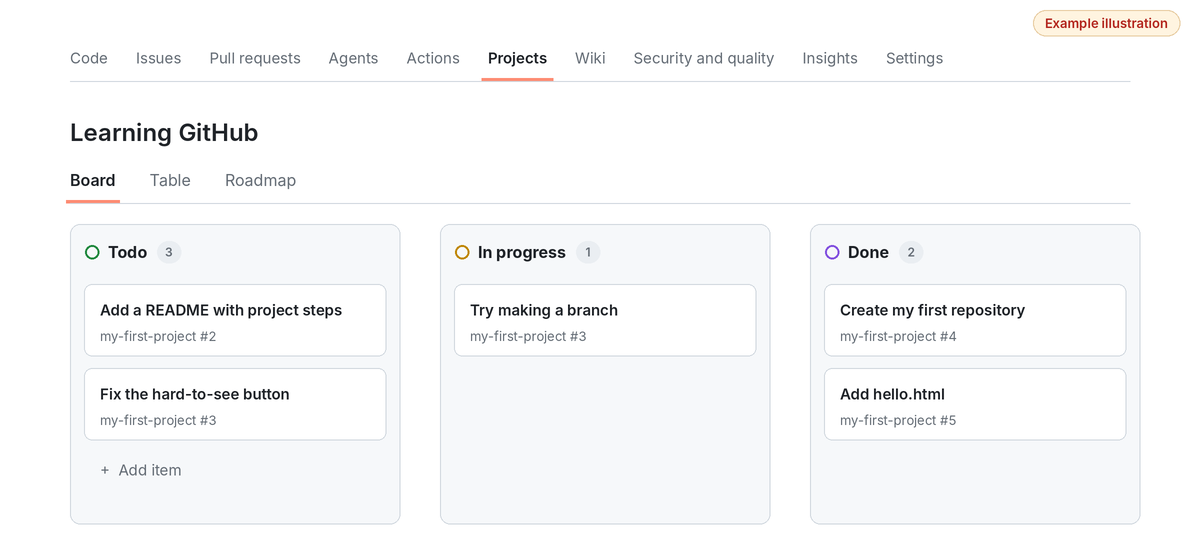 Example illustration
Code Issues Pull requests Agents Actions Projects Wiki Security and quality Insights Settings
Learning GitHub
Board Table Roadmap
Todo 3
Add a README with project steps
my-first-project #2
Fix the hard-to-see button
my-first-project #3
+ Add item
In progress 1
Try making a branch
my-first-project #3
Done 2
Create my first repository
my-first-project #4
Add hello.html
my-first-project #5